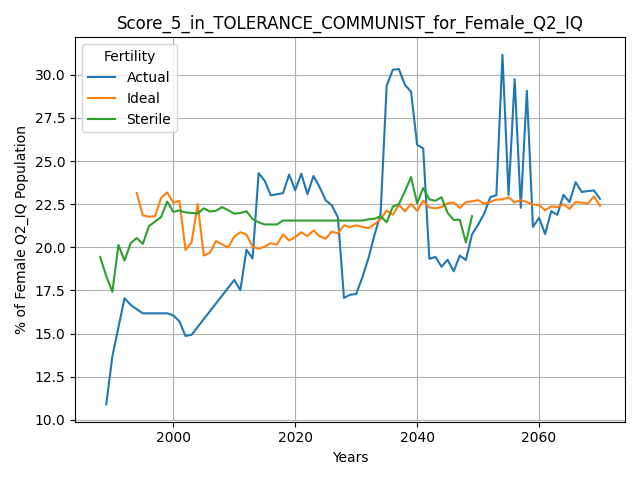 Score_5_in_TOLERANCE_COMMUNIST_for_Female_Q2_IQ
Fertility
Actual
Ideal
Sterile
% of Female Q2_IQ Population
30.0
27.5
25.0
22.5
20.0
17.5
15.0
12.5
10.0
2000
2020
2040
2060
Years